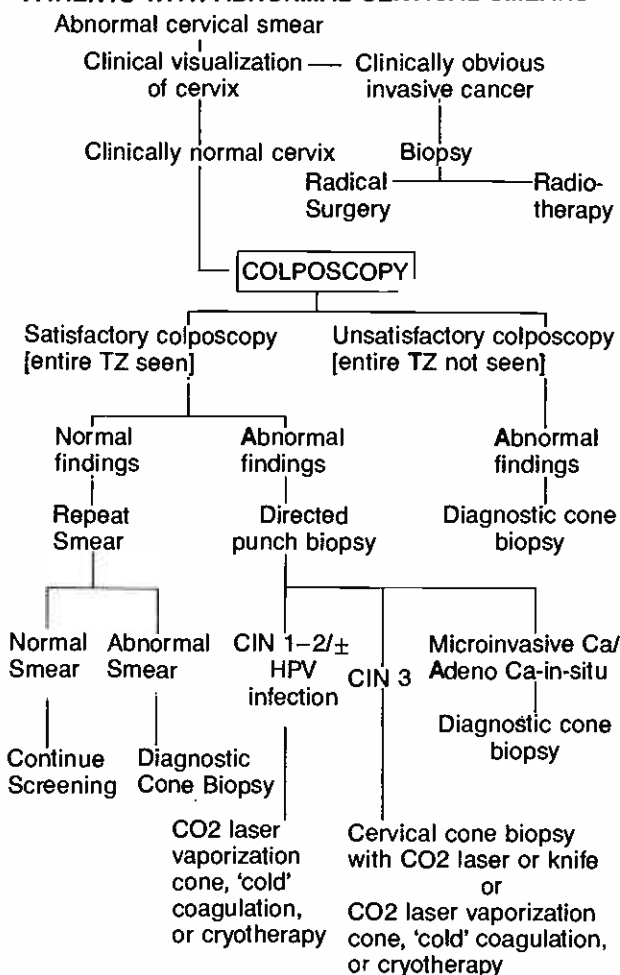 Abnormal cervical smear
Clinical visualization
of cervix
Clinically obvious
invasive cancer
Clinically normal cervix
Biopsy
Radical
Surgery
Radio-
therapy
COLPOSCOPY
Satisfactory colposcopy
[entire TZ seen]
Unsatisfactory colposcopy
[entire TZ not seen]
Normal
findings
Abnormal
findings
Abnormal
findings
Repeat
Smear
Directed
punch biopsy
Diagnostic cone
biopsy
Normal
Smear
Abnormal
Smear
CIN 1–2/±
HPV
infection
CIN 3
Microinvasive Ca/
Adeno Ca-in-situ
Diagnostic cone
biopsy
Continue
Screening
Diagnostic
Cone Biopsy
CO2 laser
vaporization
cone, 'cold'
coagulation,
or cryotherapy
Cervical cone biopsy
with CO2 laser or knife
or
CO2 laser vaporization
cone, 'cold' coagulation,
or cryotherapy